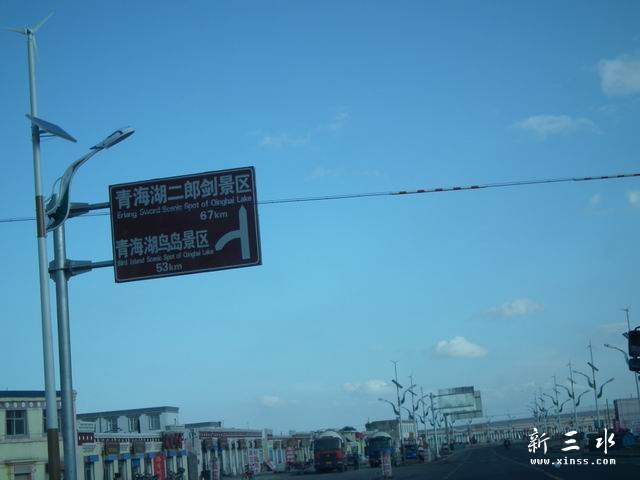 青海湖二郎剑景区
Erlang Sword Scenic Spot of Qinghai Lake
67km
青海湖鸟岛景区
Bird Island Scenic Spot of Qinghai Lake
53km
新三水
www.xinss.com